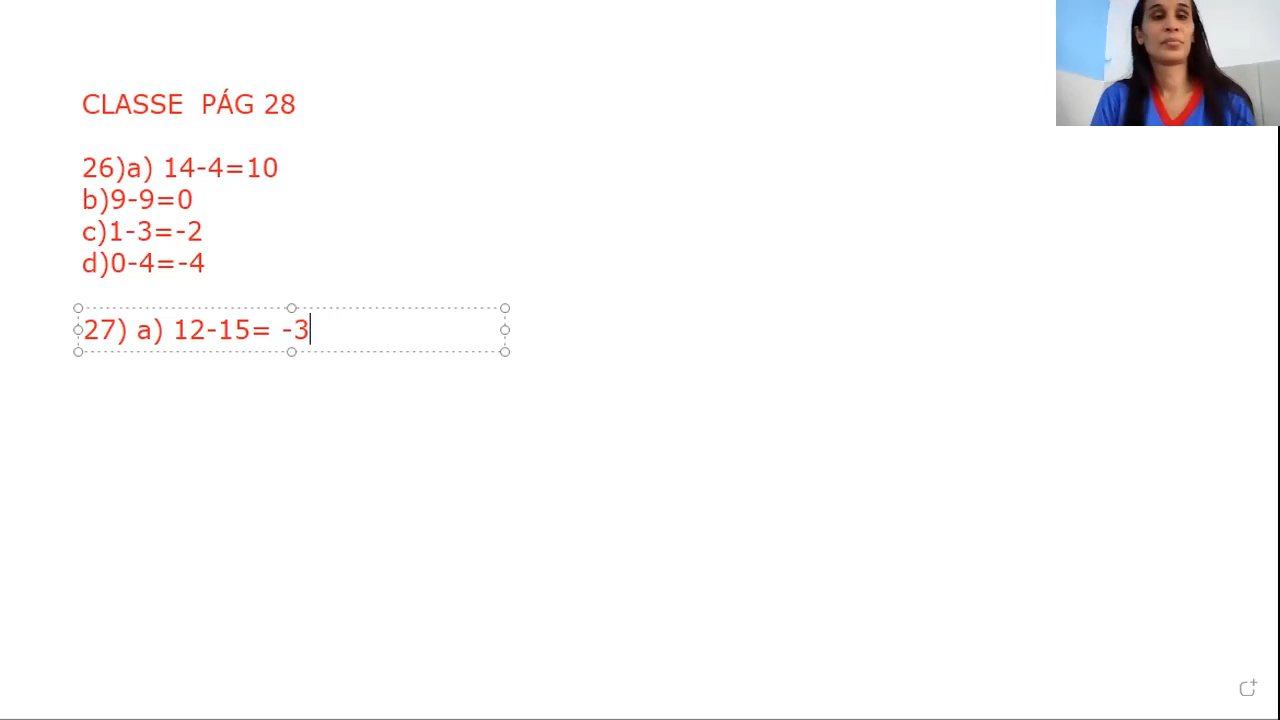 CLASSE  PÁG 28
26)a) 14-4=10
b)9-9=0
c)1-3=-2
d)0-4=-4
27) a) 12-15= -3